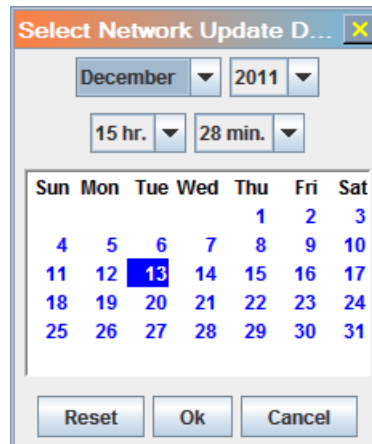 Select Network Update D...
December 2011
15 hr. 28 min.
Sun Mon Tue Wed Thu Fri Sat
1 2 3
4 5 6 7 8 9 10
11 12 13 14 15 16 17
18 19 20 21 22 23 24
25 26 27 28 29 30 31
Reset Ok Cancel